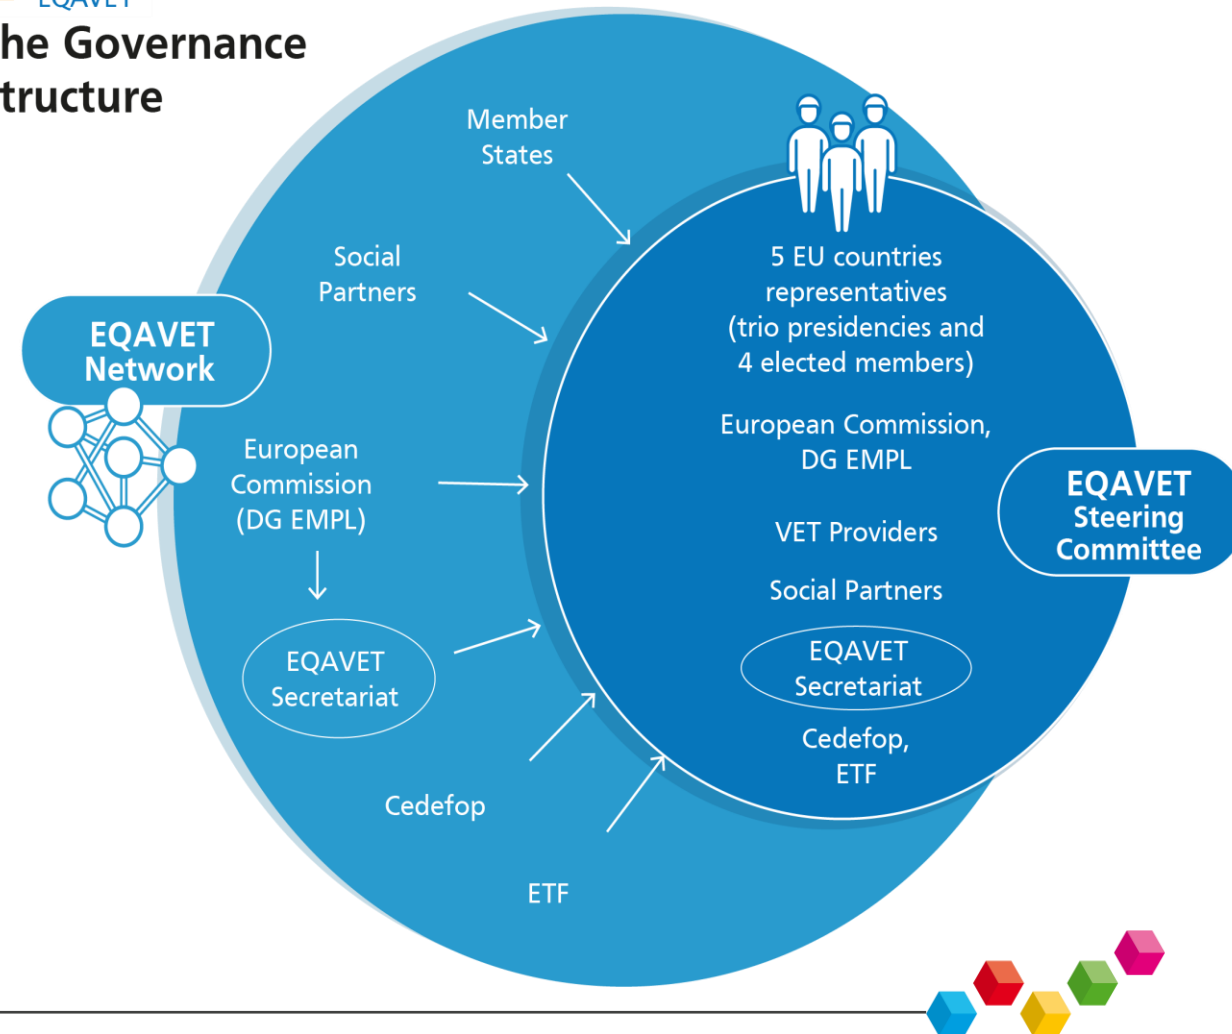 EQAVET
he Governance
tructure
Member
States
Social
Partners
EQAVET
Network
European
Commission
(DG EMPL)
EQAVET
Secretariat
Cedefop
ETF
5 EU countries
representatives
(trio presidencies and
4 elected members)
European Commission,
DG EMPL
VET Providers
Social Partners
EQAVET
Secretariat
Cedefop,
ETF
EQAVET
Steering
Committee